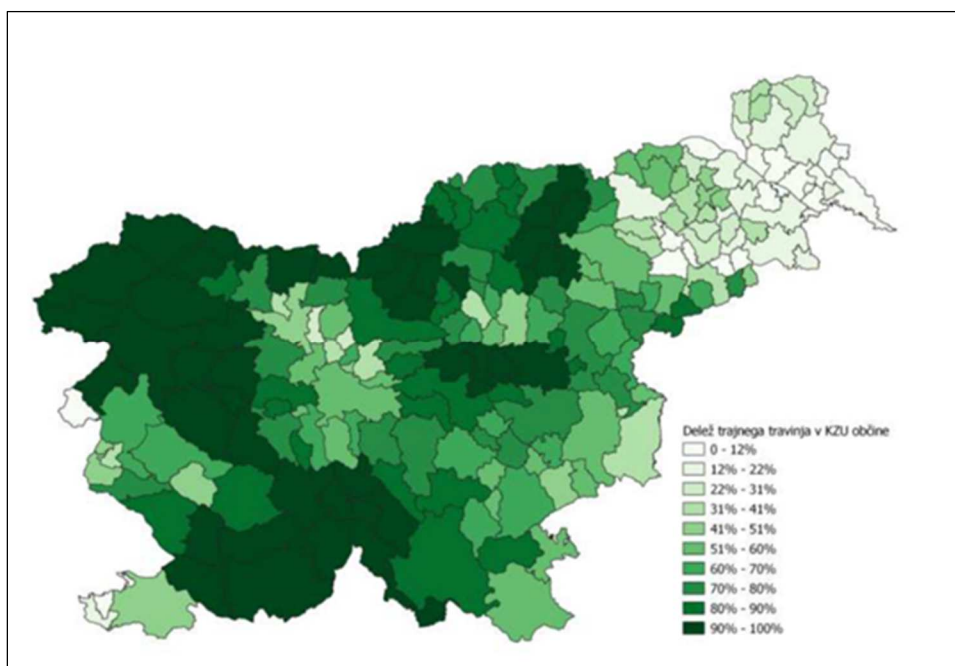 Delež trajnega travinja v KZU občine
0 - 12%
12% - 22%
22% - 31%
31% - 41%
41% - 51%
51% - 60%
60% - 70%
70% - 80%
80% - 90%
90% - 100%